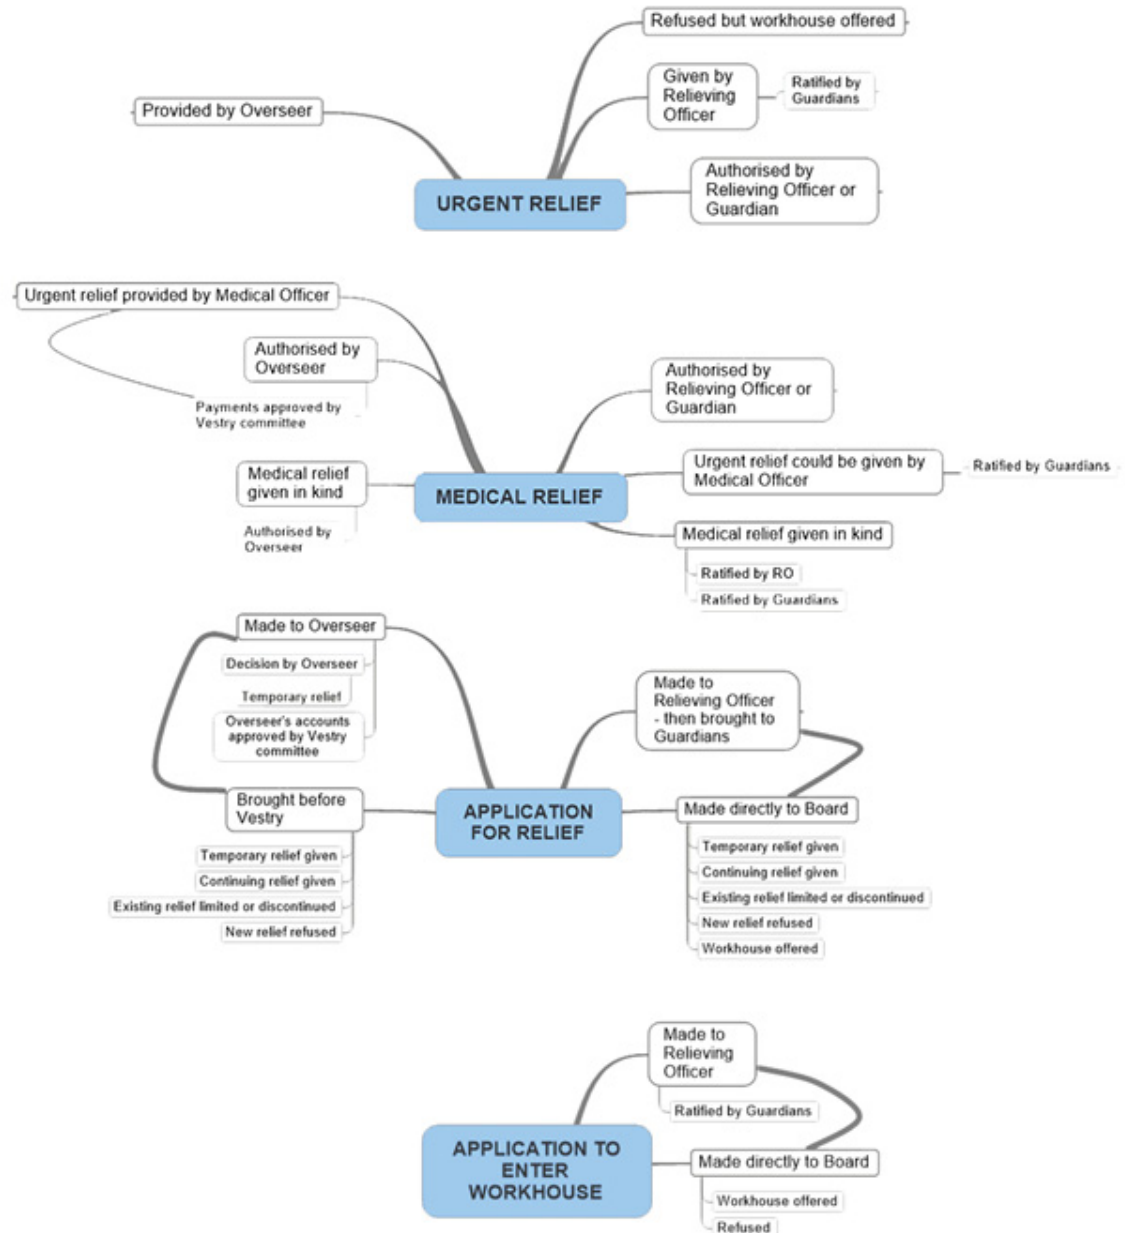 Refused but workhouse offered
Given by
Relieving
Officer
Ratified by
Guardians
Provided by Overseer
Authorised by
Relieving Officer or
Guardian
URGENT RELIEF
Urgent relief provided by Medical Officer
Authorised by
Overseer
Payments approved by
Vestry committee
Medical relief
given in kind
Authorised by
Overseer
MEDICAL RELIEF
Authorised by
Relieving Officer or
Guardian
Urgent relief could be given by
Medical Officer
Ratified by Guardians
Medical relief given in kind
Ratified by RO
Ratified by Guardians
Made to Overseer
Decision by Overseer
Temporary relief
Overseer's accounts
approved by Vestry
committee
Brought before
Vestry
Temporary relief given
Continuing relief given
Existing relief limited or discontinued
New relief refused
APPLICATION
FOR RELIEF
Made to
Relieving Officer
- then brought to
Guardians
Made directly to Board
Temporary relief given
Continuing relief given
Existing relief limited or discontinued
New relief refused
Workhouse offered
Made to
Relieving
Officer
Ratified by Guardians
APPLICATION TO
ENTER
WORKHOUSE
Made directly to Board
Workhouse offered
Refused